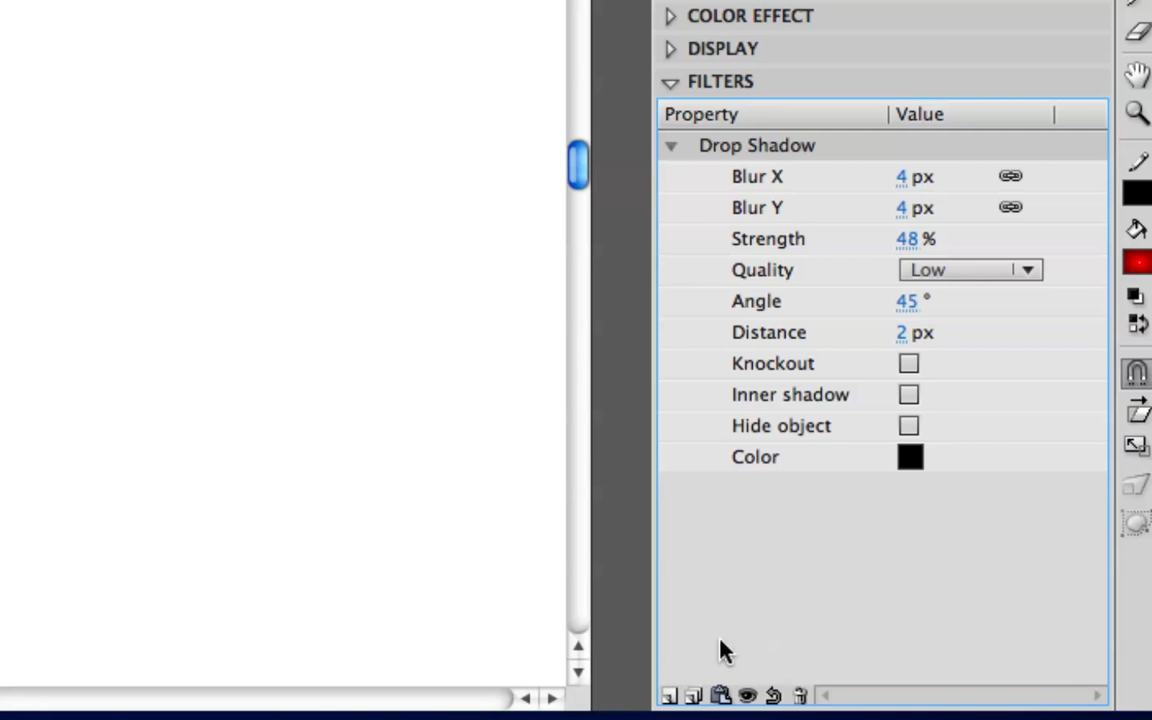 COLOR EFFECT
DISPLAY
FILTERS
Property Value
Drop Shadow
Blur X 4 px
Blur Y 4 px
Strength 48 %
Quality Low
Angle 45 °
Distance 2 px
Knockout
Inner shadow
Hide object
Color